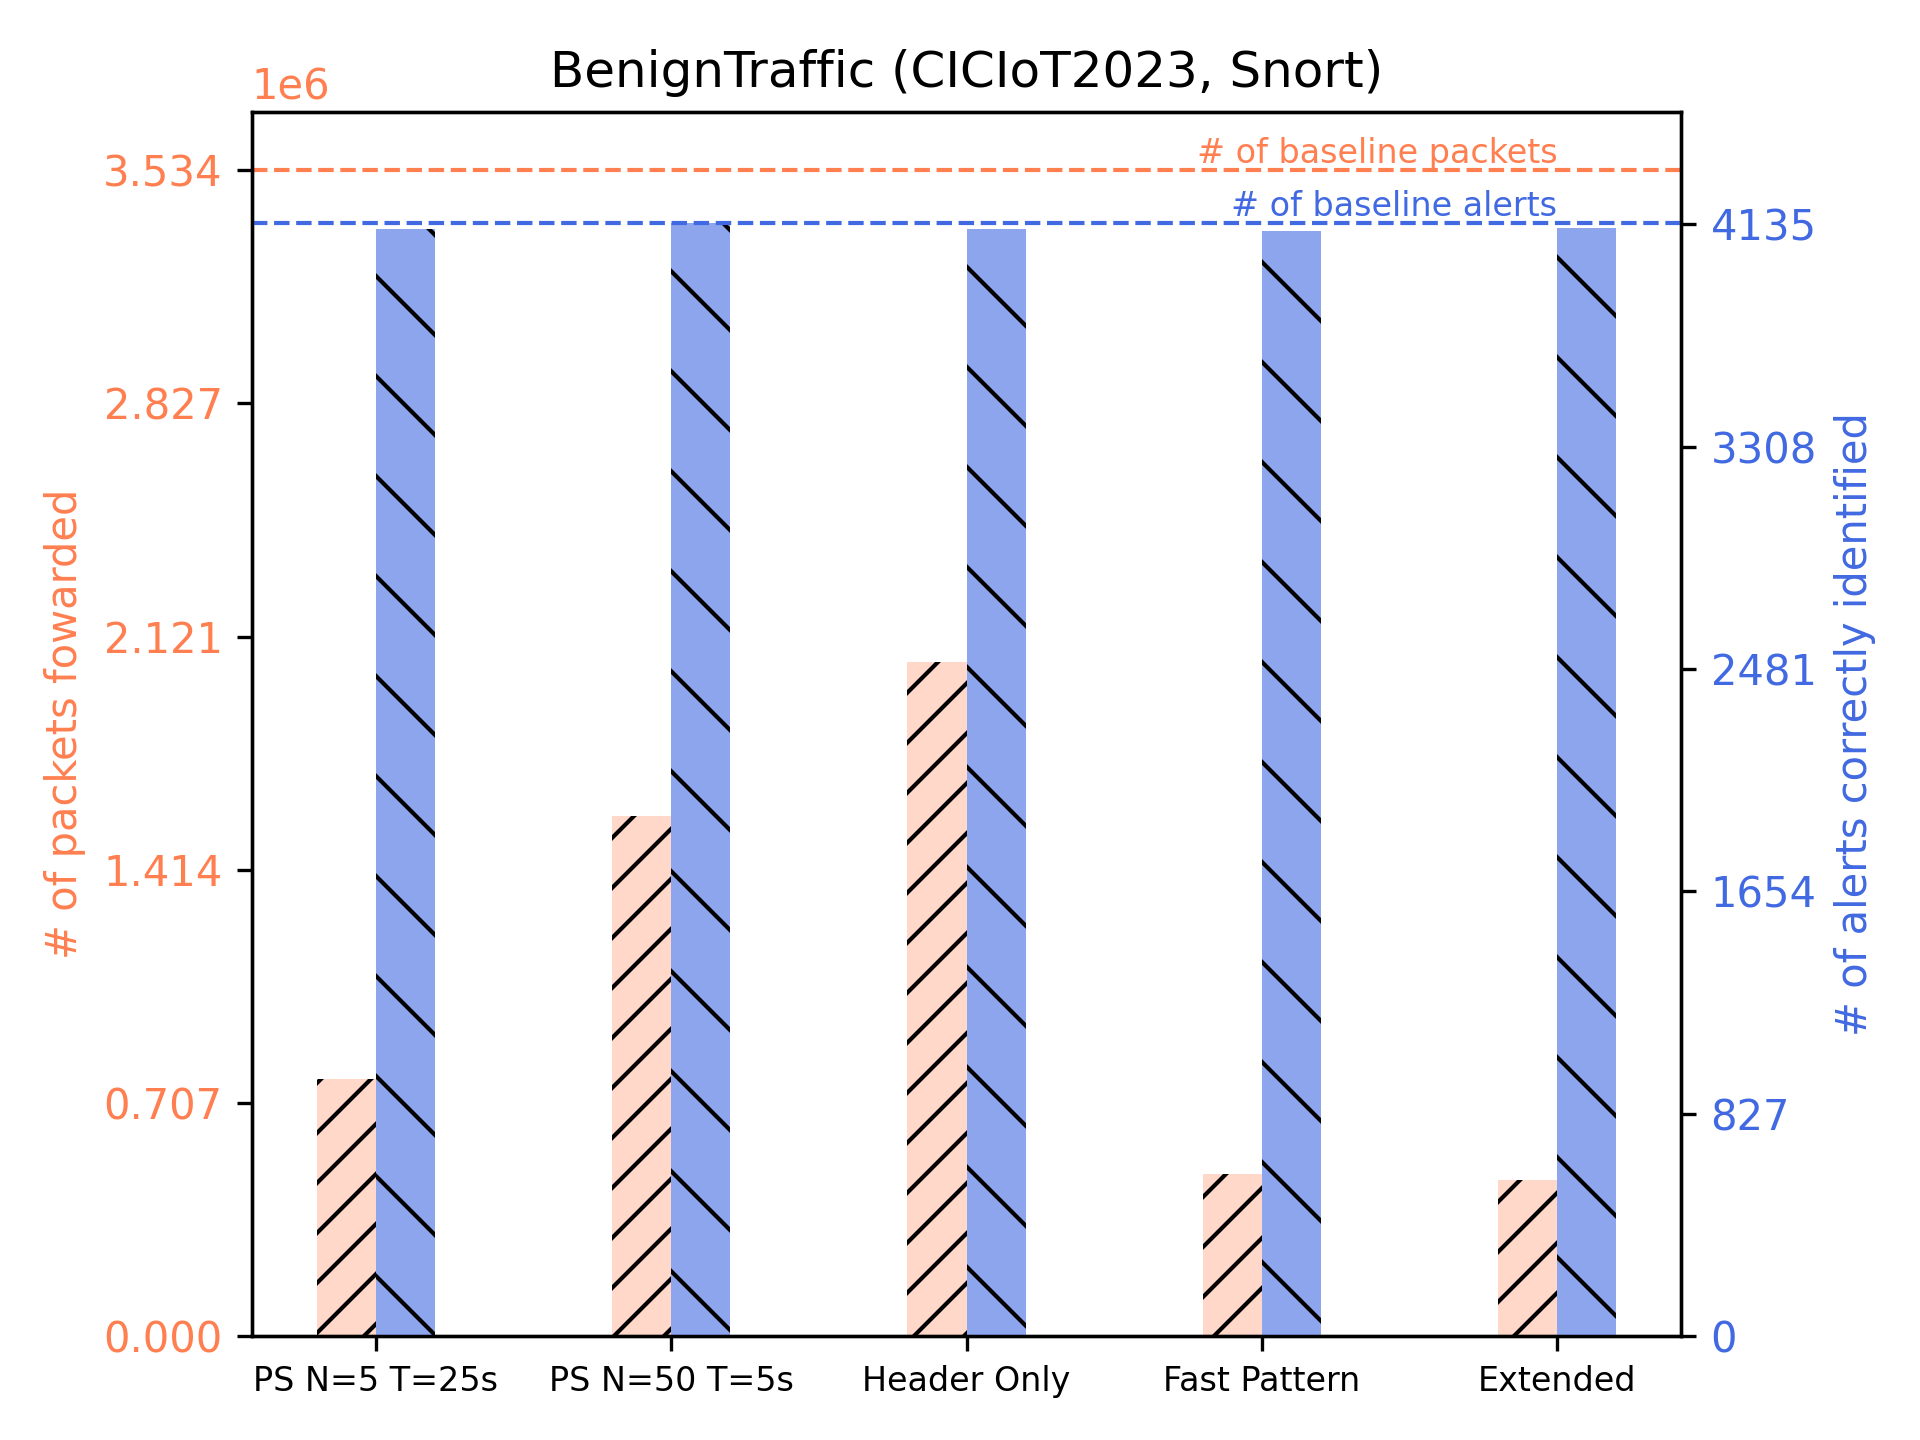 BenignTraffic (CICIoT2023, Snort)
1e6
# of baseline packets
# of baseline alerts
3.534
2.827
2.121
1.414
0.707
0.000
# of packets fowarded
4135
3308
2481
1654
827
0
# of alerts correctly identified
PS N=5 T=25s
PS N=50 T=5s
Header Only
Fast Pattern
Extended